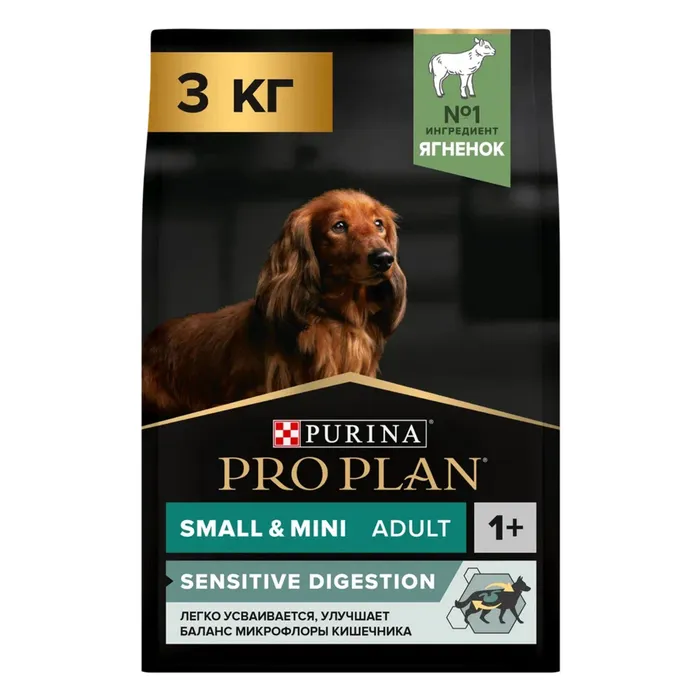 3 КГ
№1
ИНГРЕДИЕНТ
ЯГНЕНОК
PURINA
PRO PLAN
SMALL & MINI ADULT 1+
SENSITIVE DIGESTION
ЛЕГКО УСВАИВАЕТСЯ, УЛУЧШАЕТ
БАЛАНС МИКРОФЛОРЫ КИШЕЧНИКА